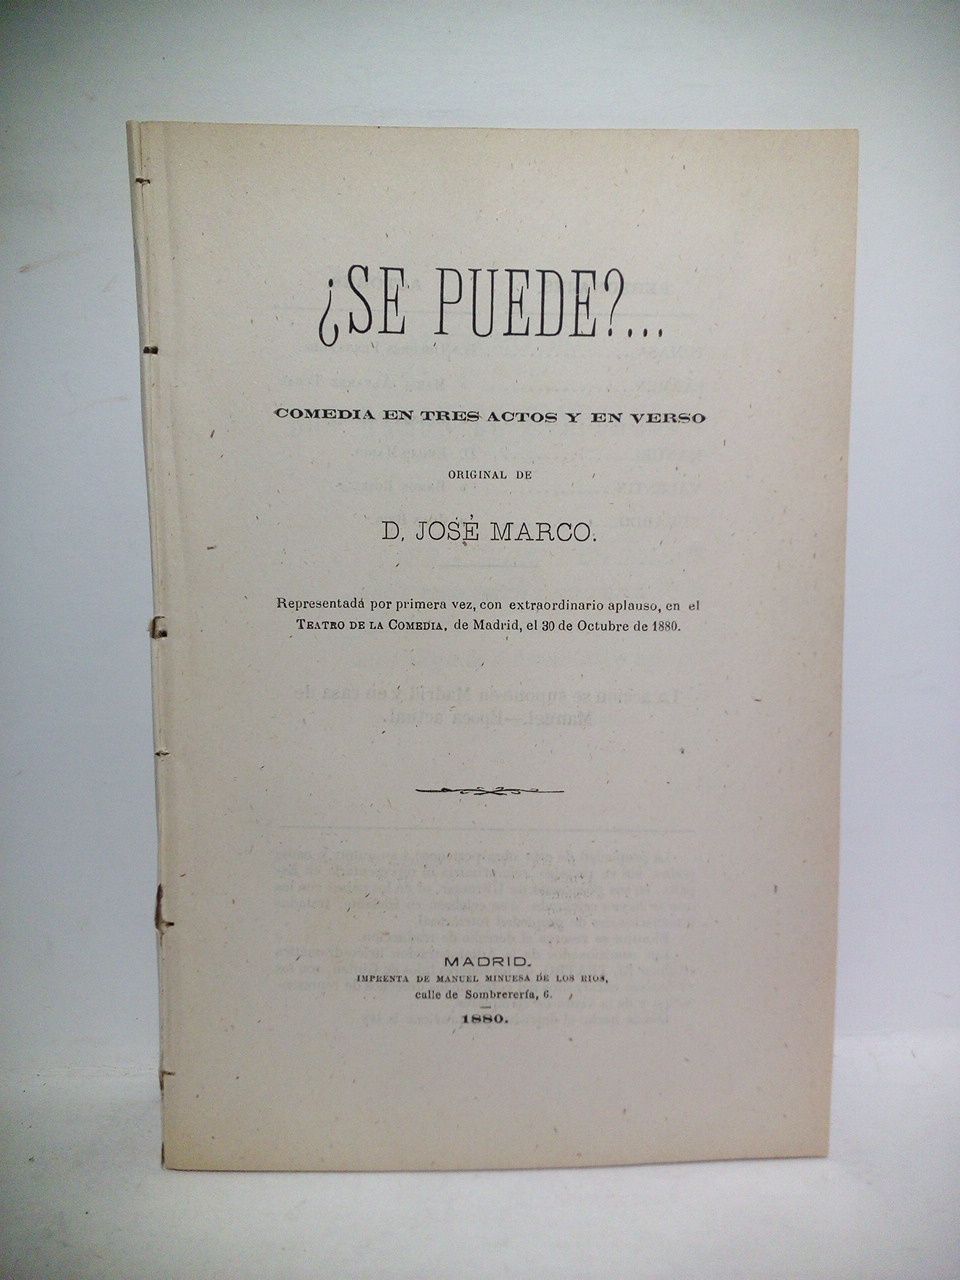 ¿SE PUEDE?...
COMEDIA EN TRES ACTOS Y EN VERSO
ORIGINAL DE
D. JOSÉ MARCO.
Representada por primera vez, con extraordinario aplauso, en el
TEATRO DE LA COMEDIA, de Madrid, el 30 de Octubre de 1880.
MADRID.
IMPRENTA DE MANUEL MINUESA DE LOS RIOS,
calle de Sombrerería, 6.
1880.